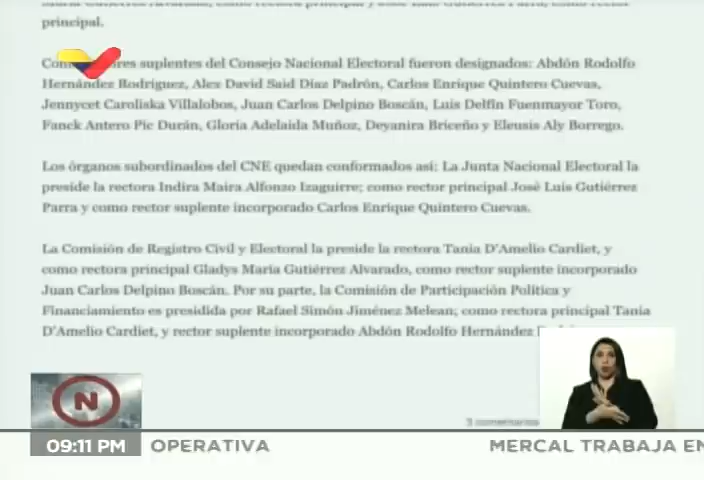 principal.
suplentes del Consejo Nacional Electoral fueron designados: Abdón Rodolfo
Hernández Rodríguez, Alex David Said Díaz Padrón, Carlos Enrique Quintero Cuevas,
Jennycet Caroliska Villalobos, Juan Carlos Delpino Boscán, Luis Delfín Fuenmayor Toro,
Fanck Antero Pic Durán, Gloria Adelaida Muñoz, Deyanira Briceño y Eleusis Aly Borrego.
Los órganos subordinados del CNE quedan conformados así: La Junta Nacional Electoral la
preside la rectora Indira Maira Alfonzo Izaguirre; como rector principal José Luis Gutiérrez
Parra y como rector suplente incorporado Carlos Enrique Quintero Cuevas.
La Comisión de Registro Civil y Electoral la preside la rectora Tania D'Amelio Cardiet, y
como rectora principal Gladys María Gutiérrez Alvarado, como rector suplente incorporado
Juan Carlos Delpino Boscán. Por su parte, la Comisión de Participación Política y
Financiamiento es presidida por Rafael Simón Jiménez Melean; como rectora principal Tania
D'Amelio Cardiet, y rector suplente incorporado Abdón Rodolfo Hernández
N
09:11 PM OPERATIVA MERCAL TRABAJA EN